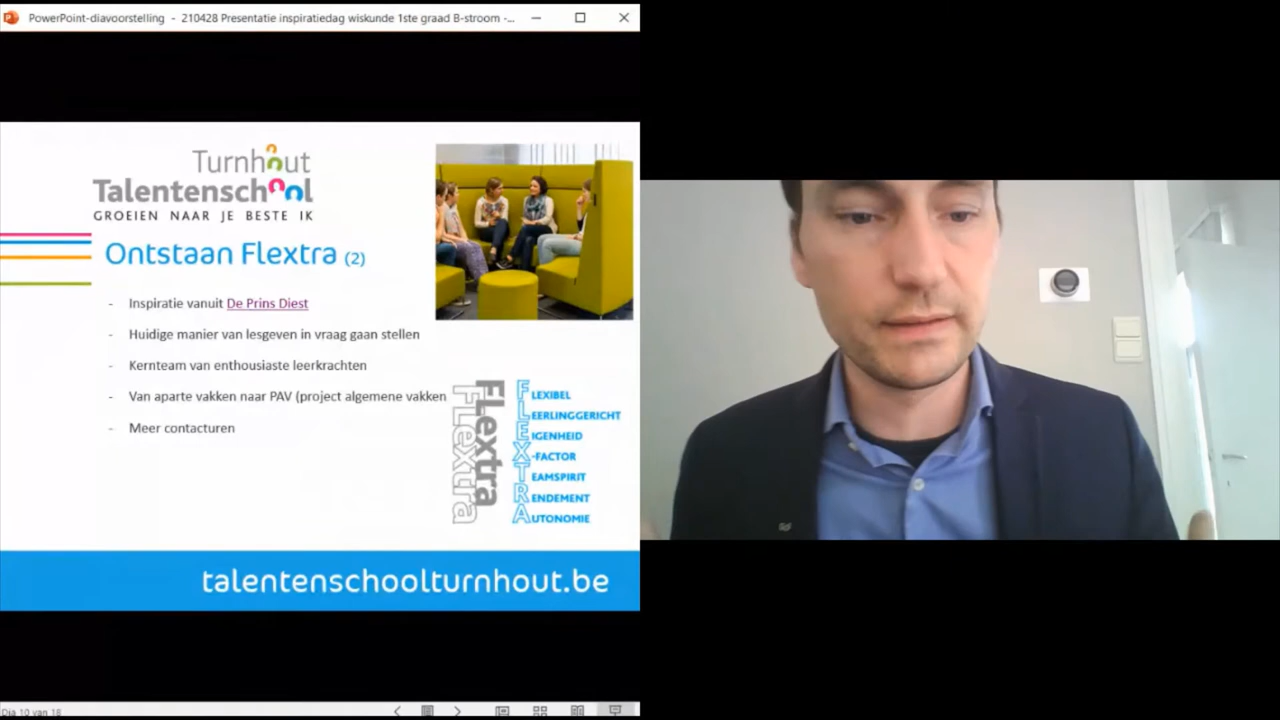 PowerPoint-diavoorstelling - 210428 Presentatie inspiratiedag wiskunde 1ste graad B-stroom -...
Turnhout
Talentenschool
GROEIEN NAAR JE BESTE IK
Ontstaan Flextra (2)
- Inspiratie vanuit De Prins Diest
- Huidige manier van lesgeven in vraag gaan stellen
- Kernteam van enthousiaste leerkrachten
- Van aparte vakken naar PAV (project algemene vakken
- Meer contacturen
Flextra
Flextra
FLEXIBEL
LEERLINGGERICHT
EIGENHEID
X-FACTOR
TEAMSPIRIT
RENDEMENT
AUTONOMIE
talentenschoolturnhout.be
Dia 10 van 18